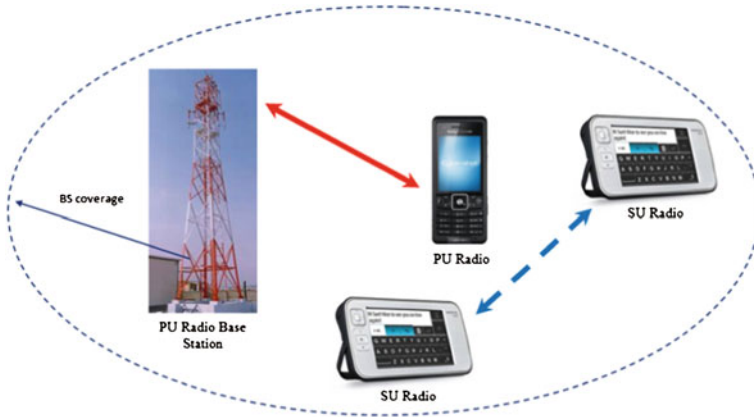 BS coverage
PU Radio Base
Station
PU Radio
SU Radio
SU Radio